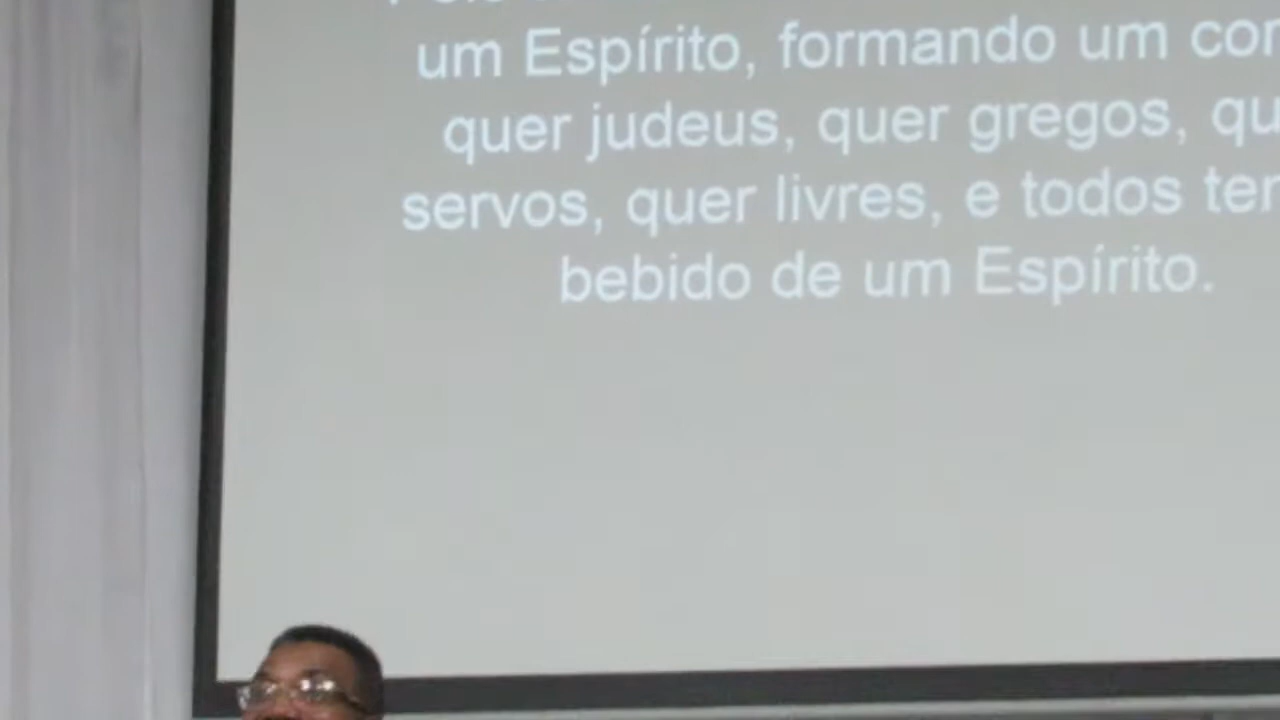 um Espírito, formando um
quer judeus, quer gregos,
servos, quer livres, e todos
bebido de um Espírito.